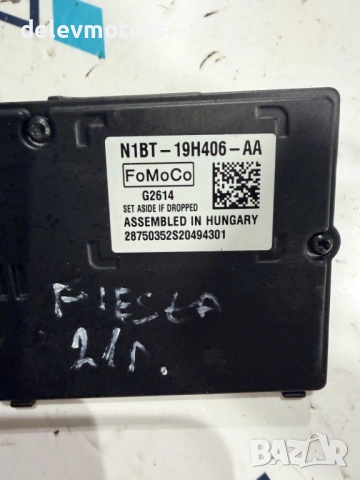 @delevmotors
N1BT-19H406-AA
FoMoCo
G2614
SET ASIDE IF DROPPED
ASSEMBLED IN HUNGARY
28750352S20494301
FIESTA
21г.
BAZAR